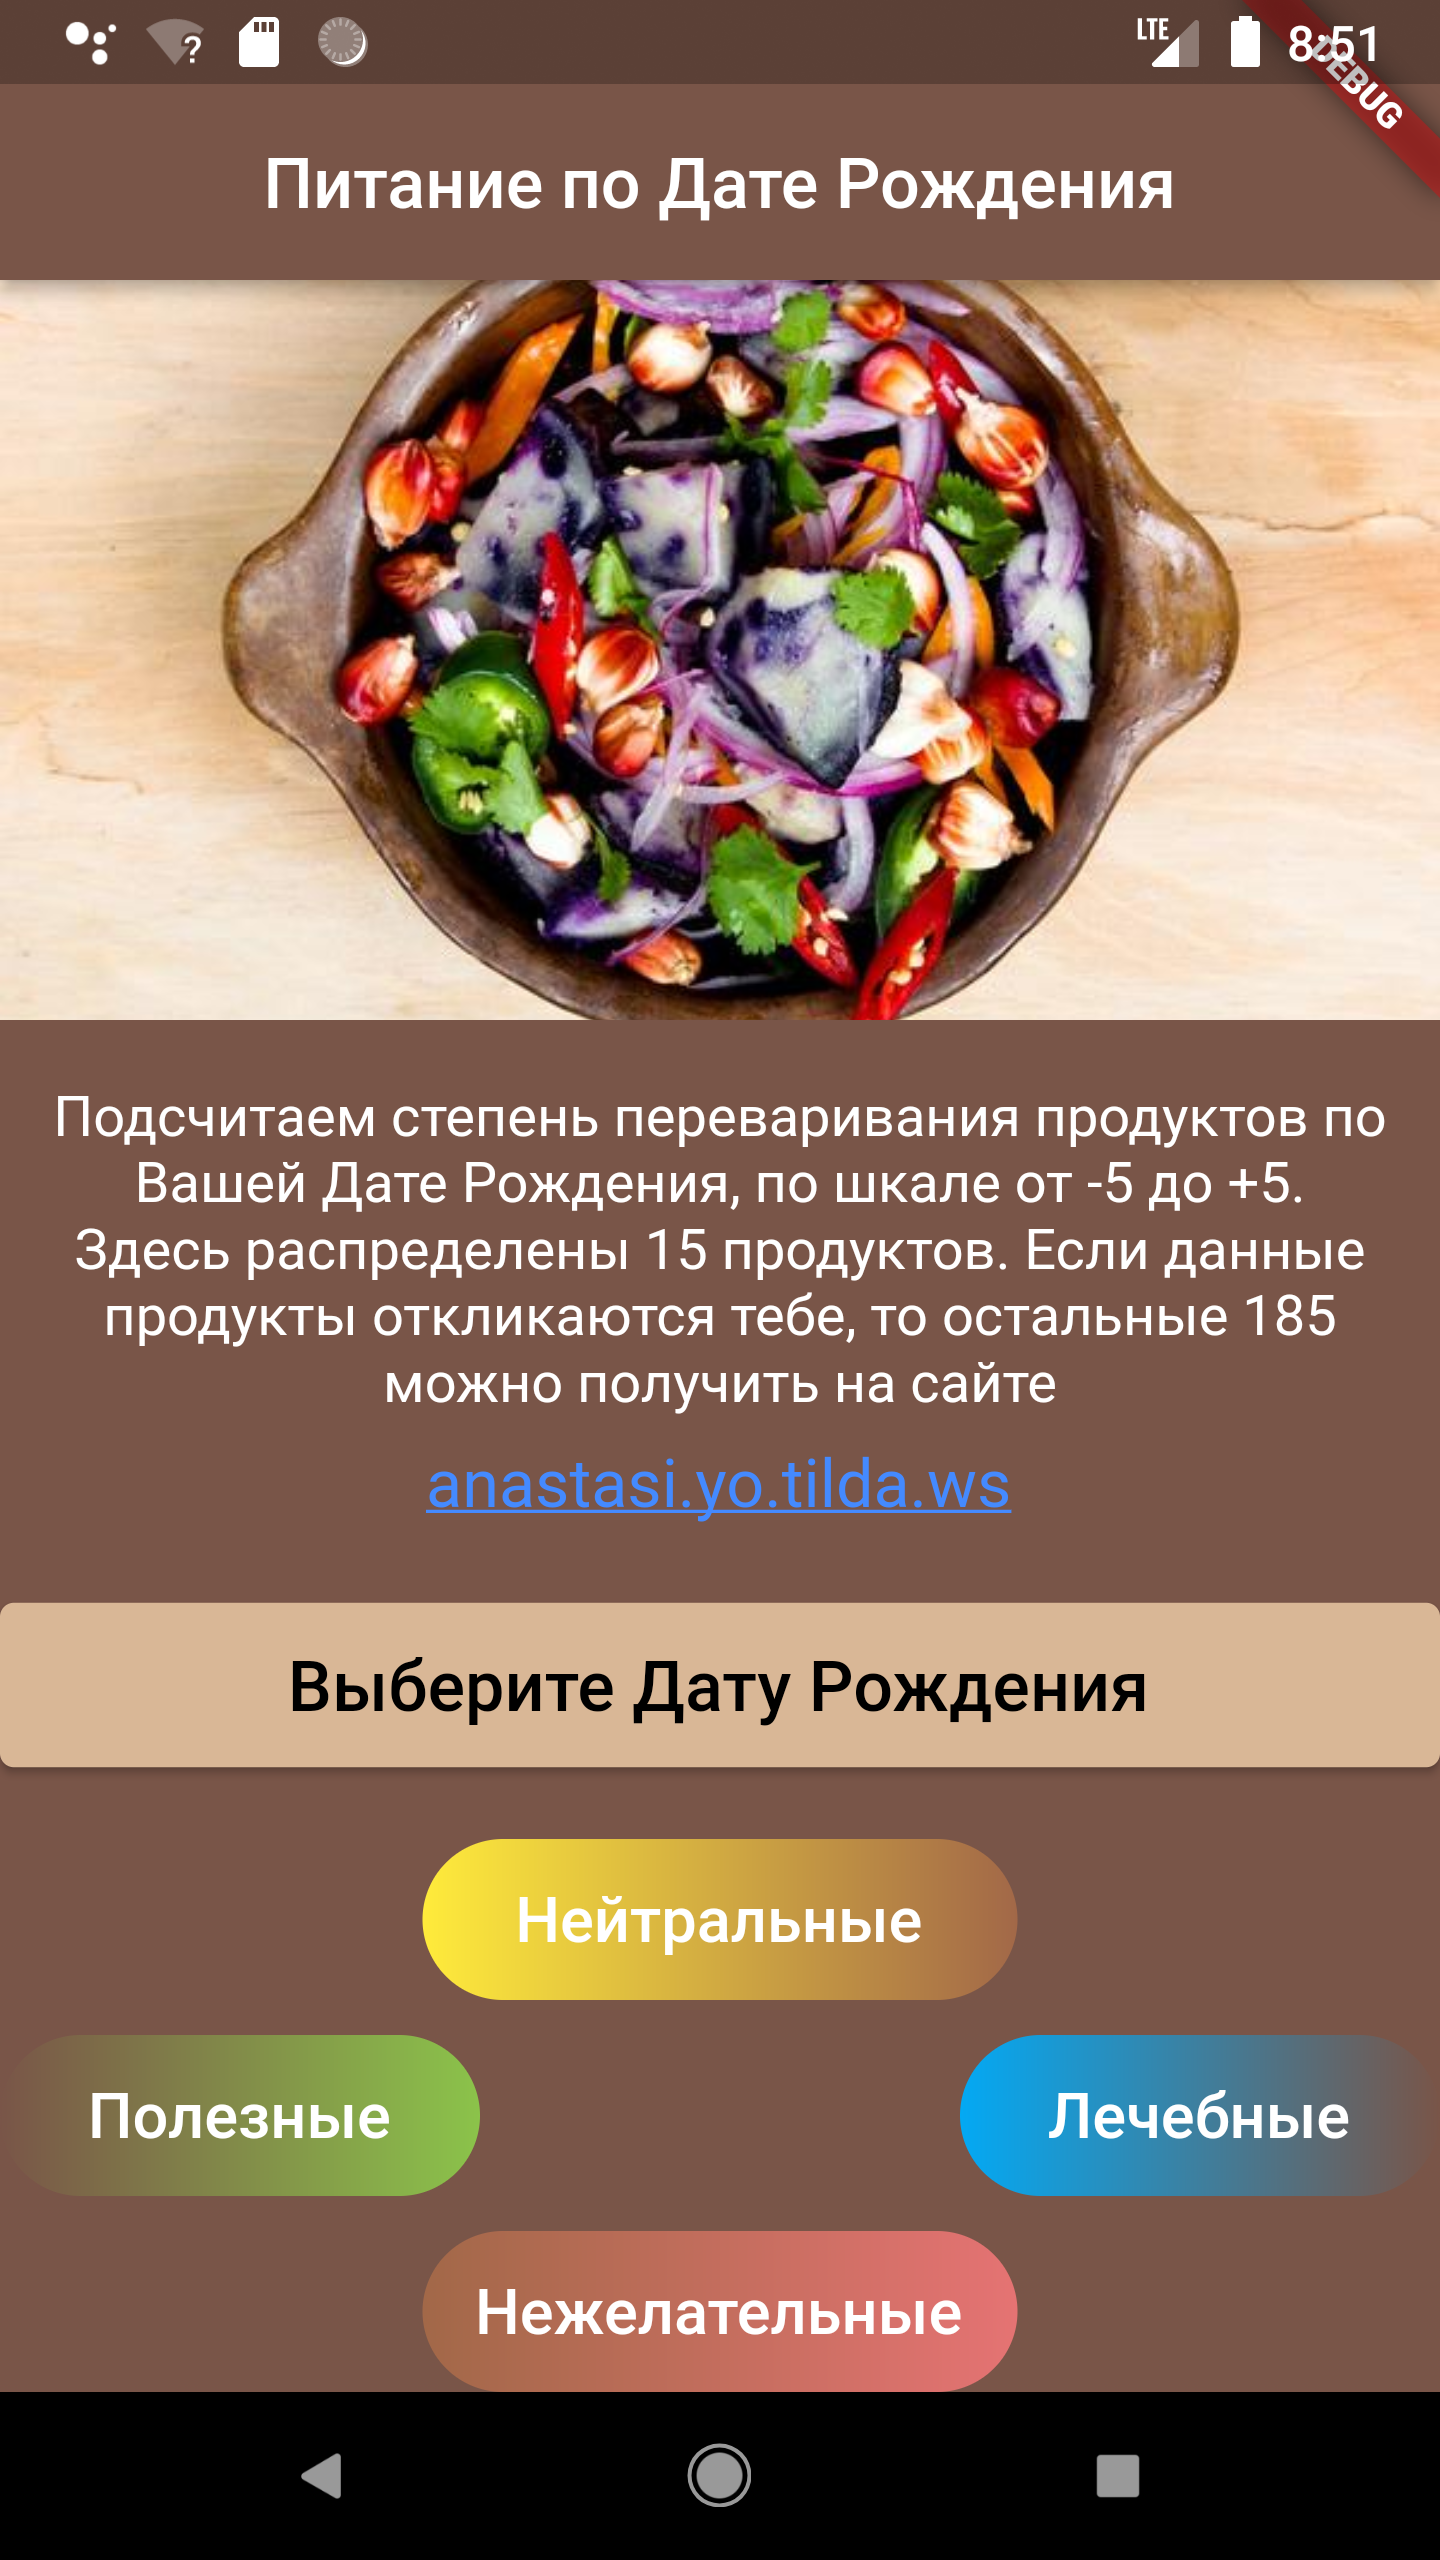 LTE
8:51
DEBUG
Питание по Дате Рождения
Подсчитаем степень переваривания продуктов по
Вашей Дате Рождения, по шкале от -5 до +5.
Здесь распределены 15 продуктов. Если данные
продукты откликаются тебе, то остальные 185
можно получить на сайте
anastasi.yo.tilda.ws
Выберите Дату Рождения
Нейтральные
Полезные
Лечебные
Нежелательные